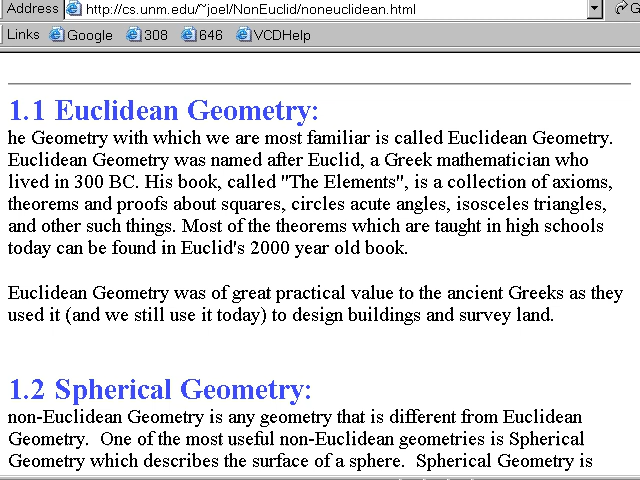 Address http://cs.unm.edu/~joel/NonEuclid/noneuclidean.html G
Links Google 308 646 VCDHelp
1.1 Euclidean Geometry:
he Geometry with which we are most familiar is called Euclidean Geometry.
Euclidean Geometry was named after Euclid, a Greek mathematician who
lived in 300 BC. His book, called "The Elements", is a collection of axioms,
theorems and proofs about squares, circles acute angles, isosceles triangles,
and other such things. Most of the theorems which are taught in high schools
today can be found in Euclid's 2000 year old book.
Euclidean Geometry was of great practical value to the ancient Greeks as they
used it (and we still use it today) to design buildings and survey land.
1.2 Spherical Geometry:
non-Euclidean Geometry is any geometry that is different from Euclidean
Geometry. One of the most useful non-Euclidean geometries is Spherical
Geometry which describes the surface of a sphere. Spherical Geometry is